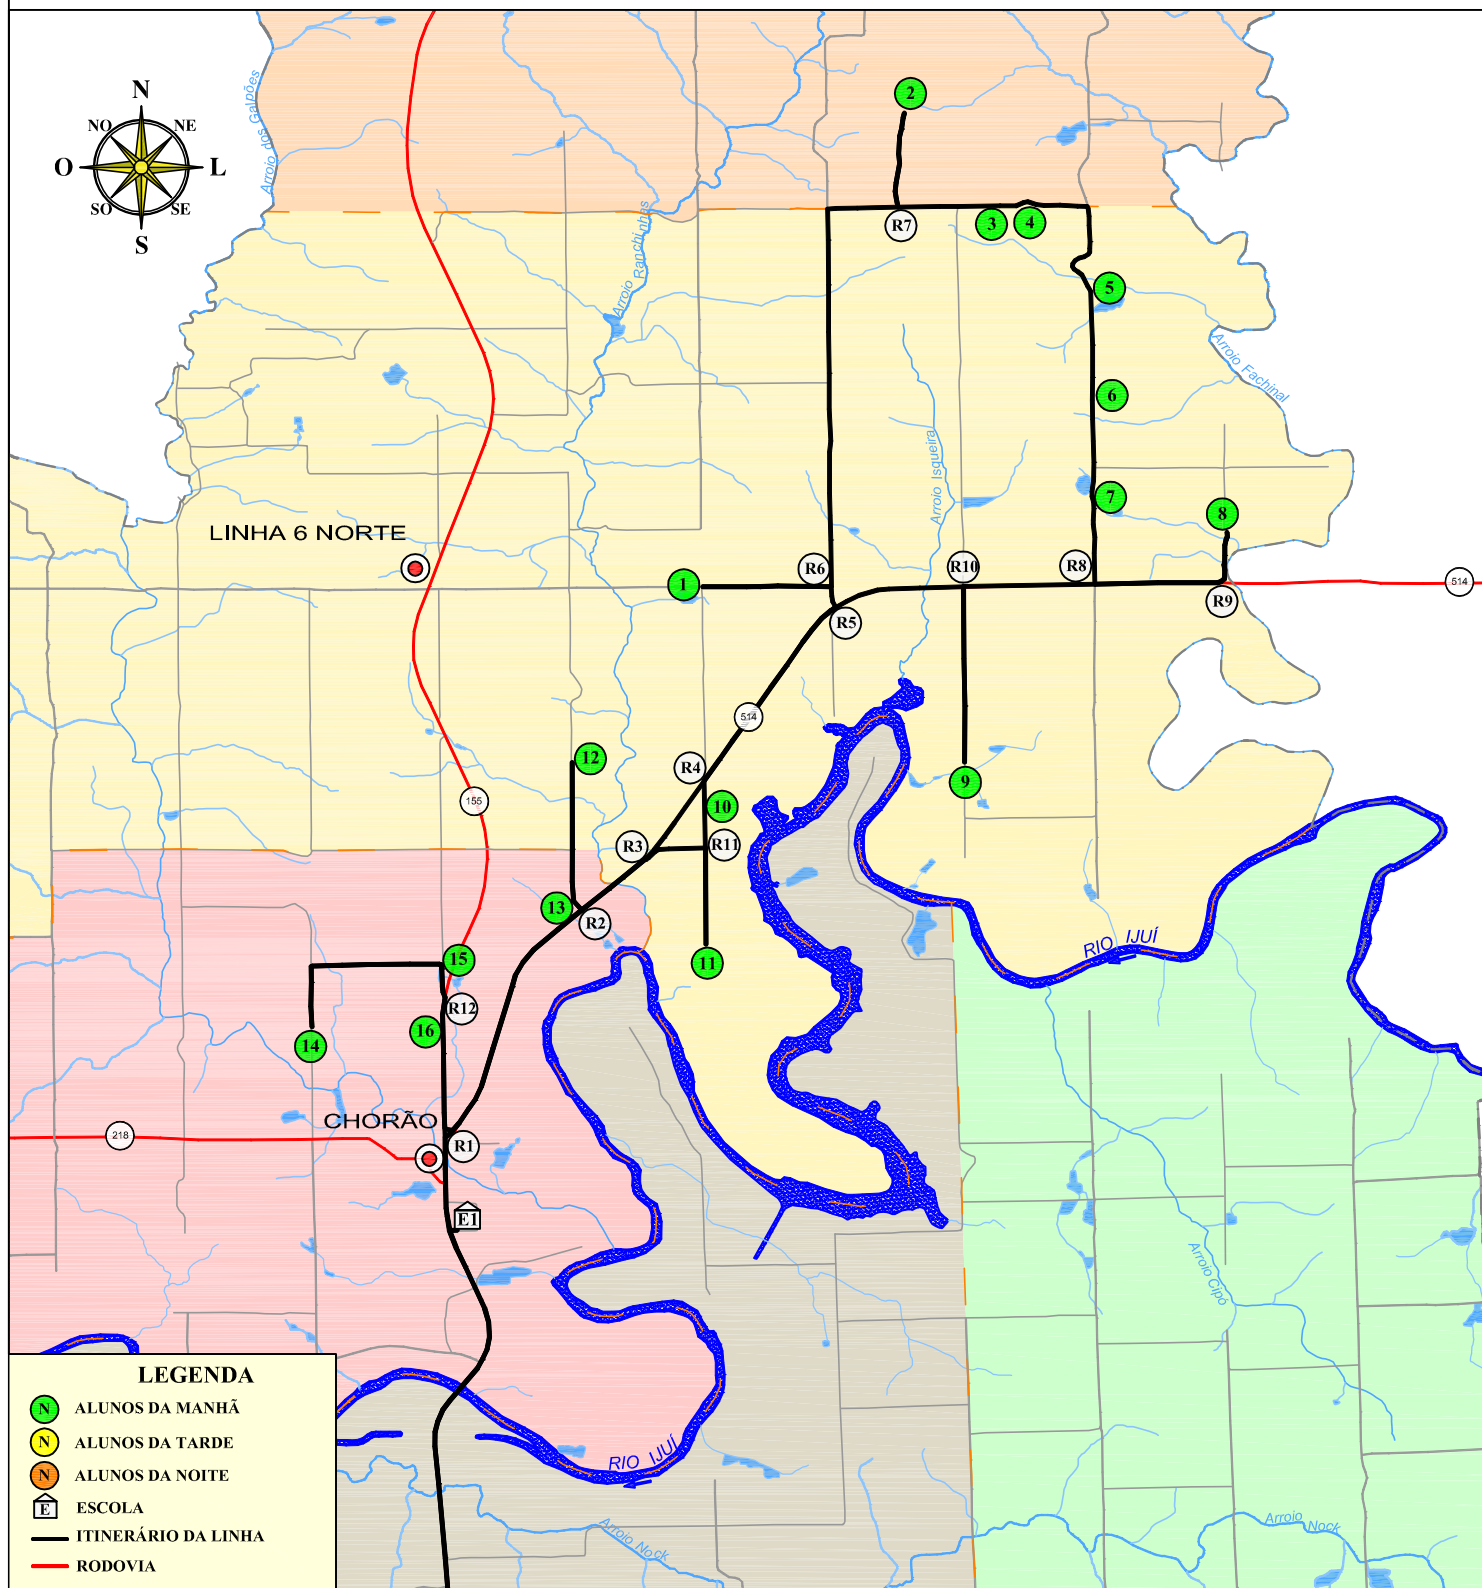 N
NO
NE
O
L
SO
SE
S
Arroio dos Galpões
Arroio Ranchinhos
2
R7
3
4
5
Arroio Fachinal
6
Arroio Isqueira
7
8
LINHA 6 NORTE
1
R6
R10
R8
514
R9
R5
514
12
R4
9
155
10
R3
R11
13
R2
RIO IJUÍ
15
11
R12
16
14
CHORÃO
218
R1
E1
Arroio Cipó
LEGENDA
N ALUNOS DA MANHÃ
N ALUNOS DA TARDE
N ALUNOS DA NOITE
E ESCOLA
ITINERÁRIO DA LINHA
RODOVIA
RIO IJUÍ
Arroio Nock
Arroio Nock